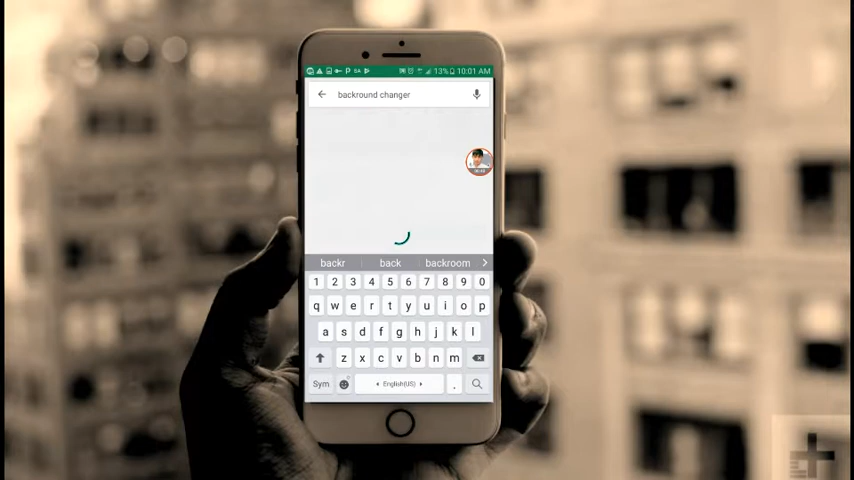 13% 10:01 AM
backround changer
backr back backroom
1 2 3 4 5 6 7 8 9 0
q w e r t y u i o p
a s d f g h j k l
z x c v b n m
Sym English(US) .